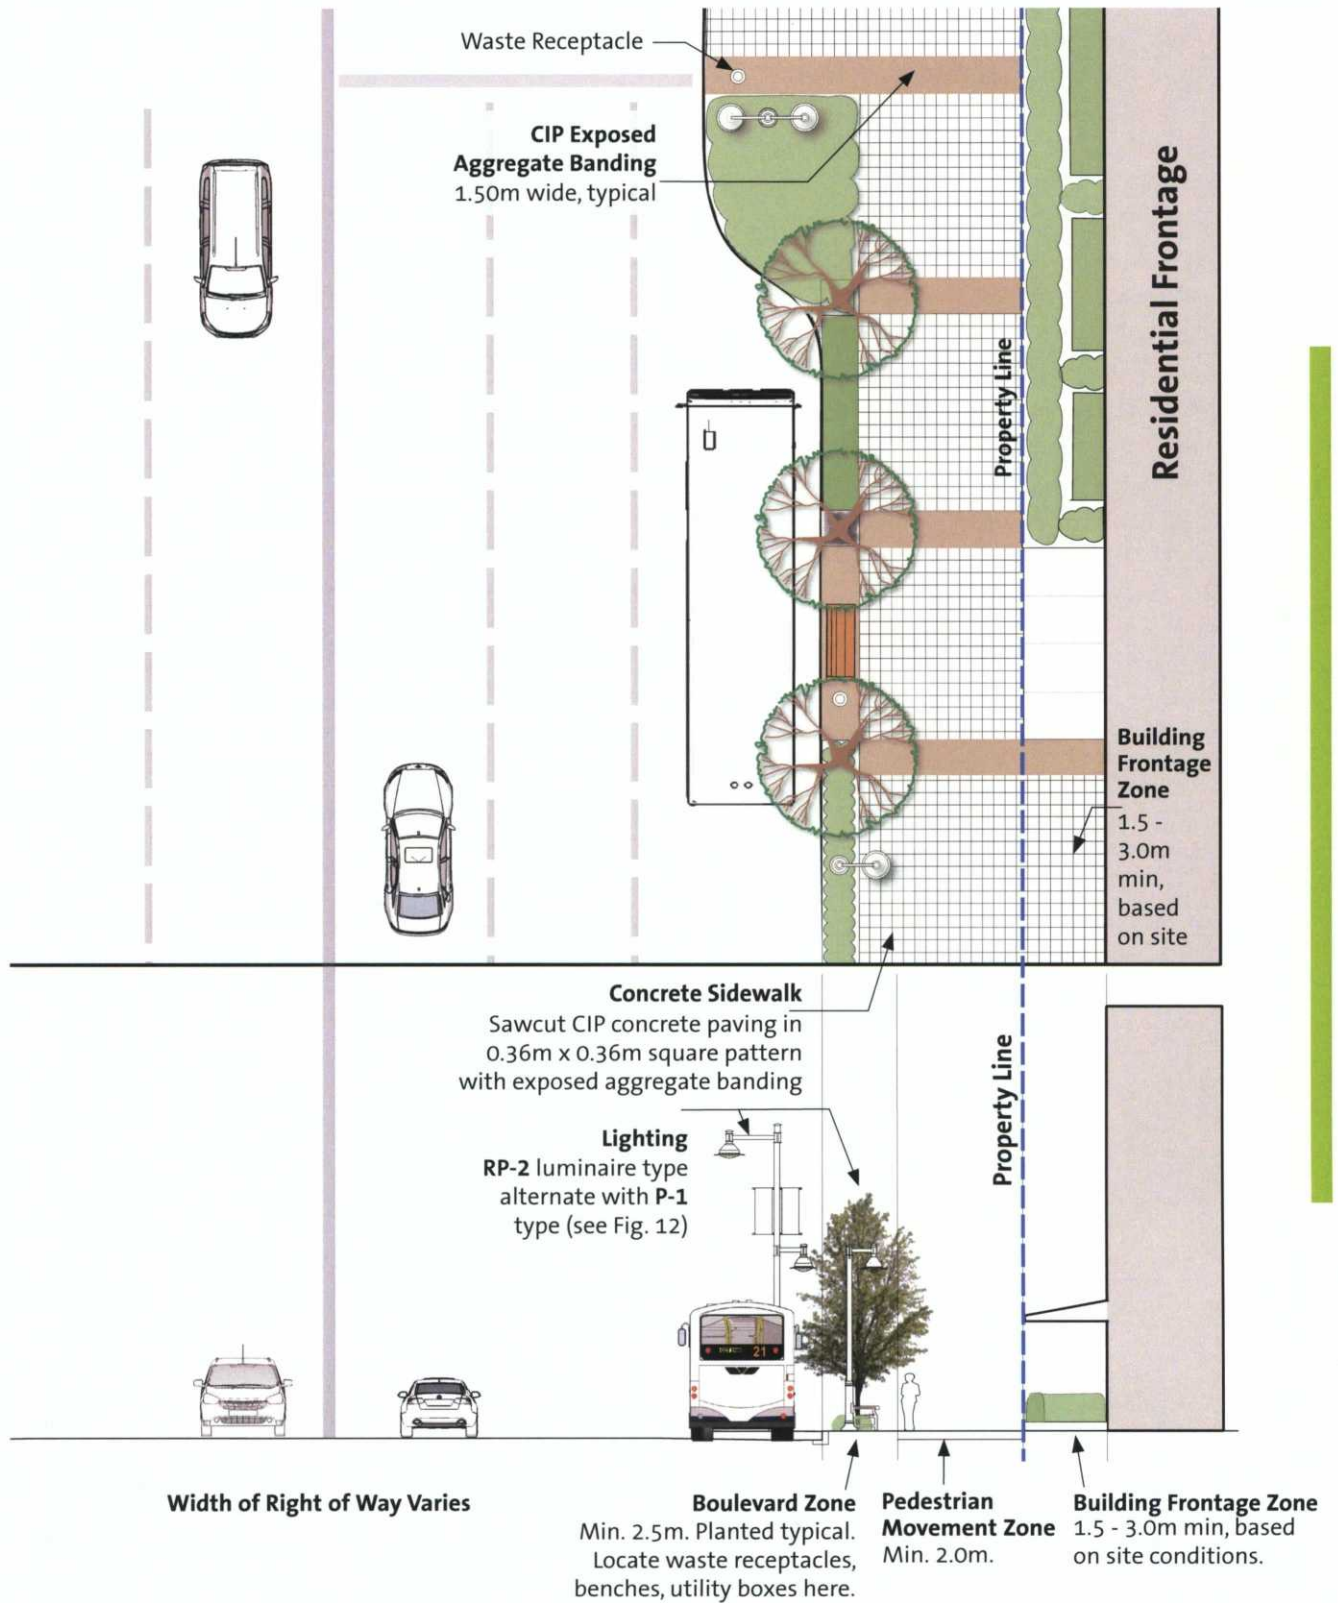 Waste Receptacle
CIP Exposed
Aggregate Banding
1.50m wide, typical
Residential Frontage
Property Line
Building
Frontage
Zone
1.5 -
3.0m
min,
based
on site
Concrete Sidewalk
Sawcut CIP concrete paving in
0.36m x 0.36m square pattern
with exposed aggregate banding
Property Line
Lighting
RP-2 luminaire type
alternate with P-1
type (see Fig. 12)
21
Width of Right of Way Varies
Boulevard Zone
Min. 2.5m. Planted typical.
Locate waste receptacles,
benches, utility boxes here.
Pedestrian
Movement Zone
Min. 2.0m.
Building Frontage Zone
1.5 - 3.0m min, based
on site conditions.